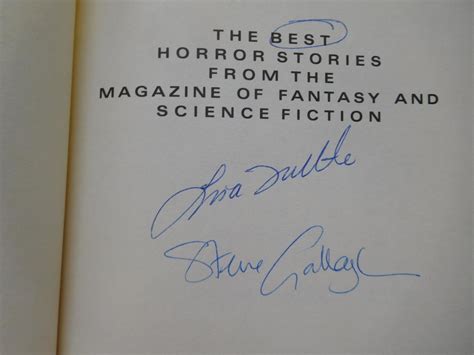 THE BEST
HORROR STORIES
FROM THE
MAGAZINE OF FANTASY AND
SCIENCE FICTION
Lisa Tuttle
Steve Gallagher